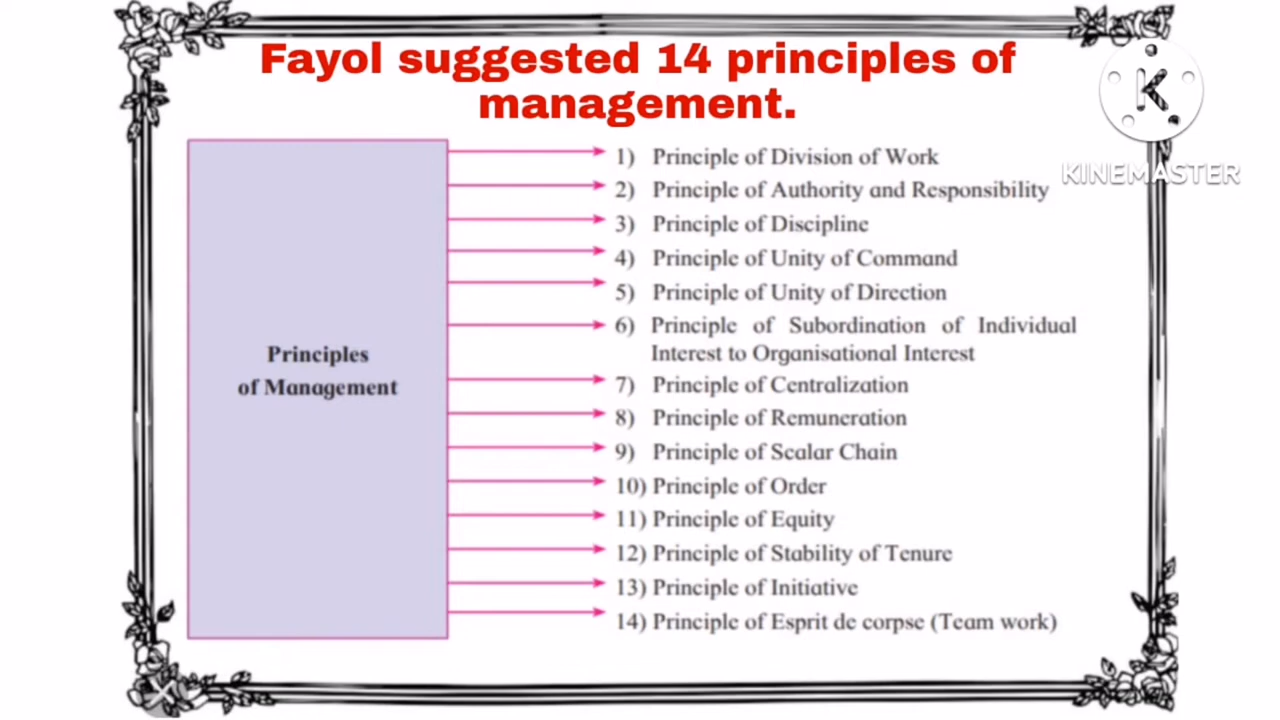 Fayol suggested 14 principles of
management.
K
KINEMASTER
Principles
of Management
1) Principle of Division of Work
2) Principle of Authority and Responsibility
3) Principle of Discipline
4) Principle of Unity of Command
5) Principle of Unity of Direction
6) Principle of Subordination of Individual
Interest to Organisational Interest
7) Principle of Centralization
8) Principle of Remuneration
9) Principle of Scalar Chain
10) Principle of Order
11) Principle of Equity
12) Principle of Stability of Tenure
13) Principle of Initiative
14) Principle of Esprit de corpse (Team work)